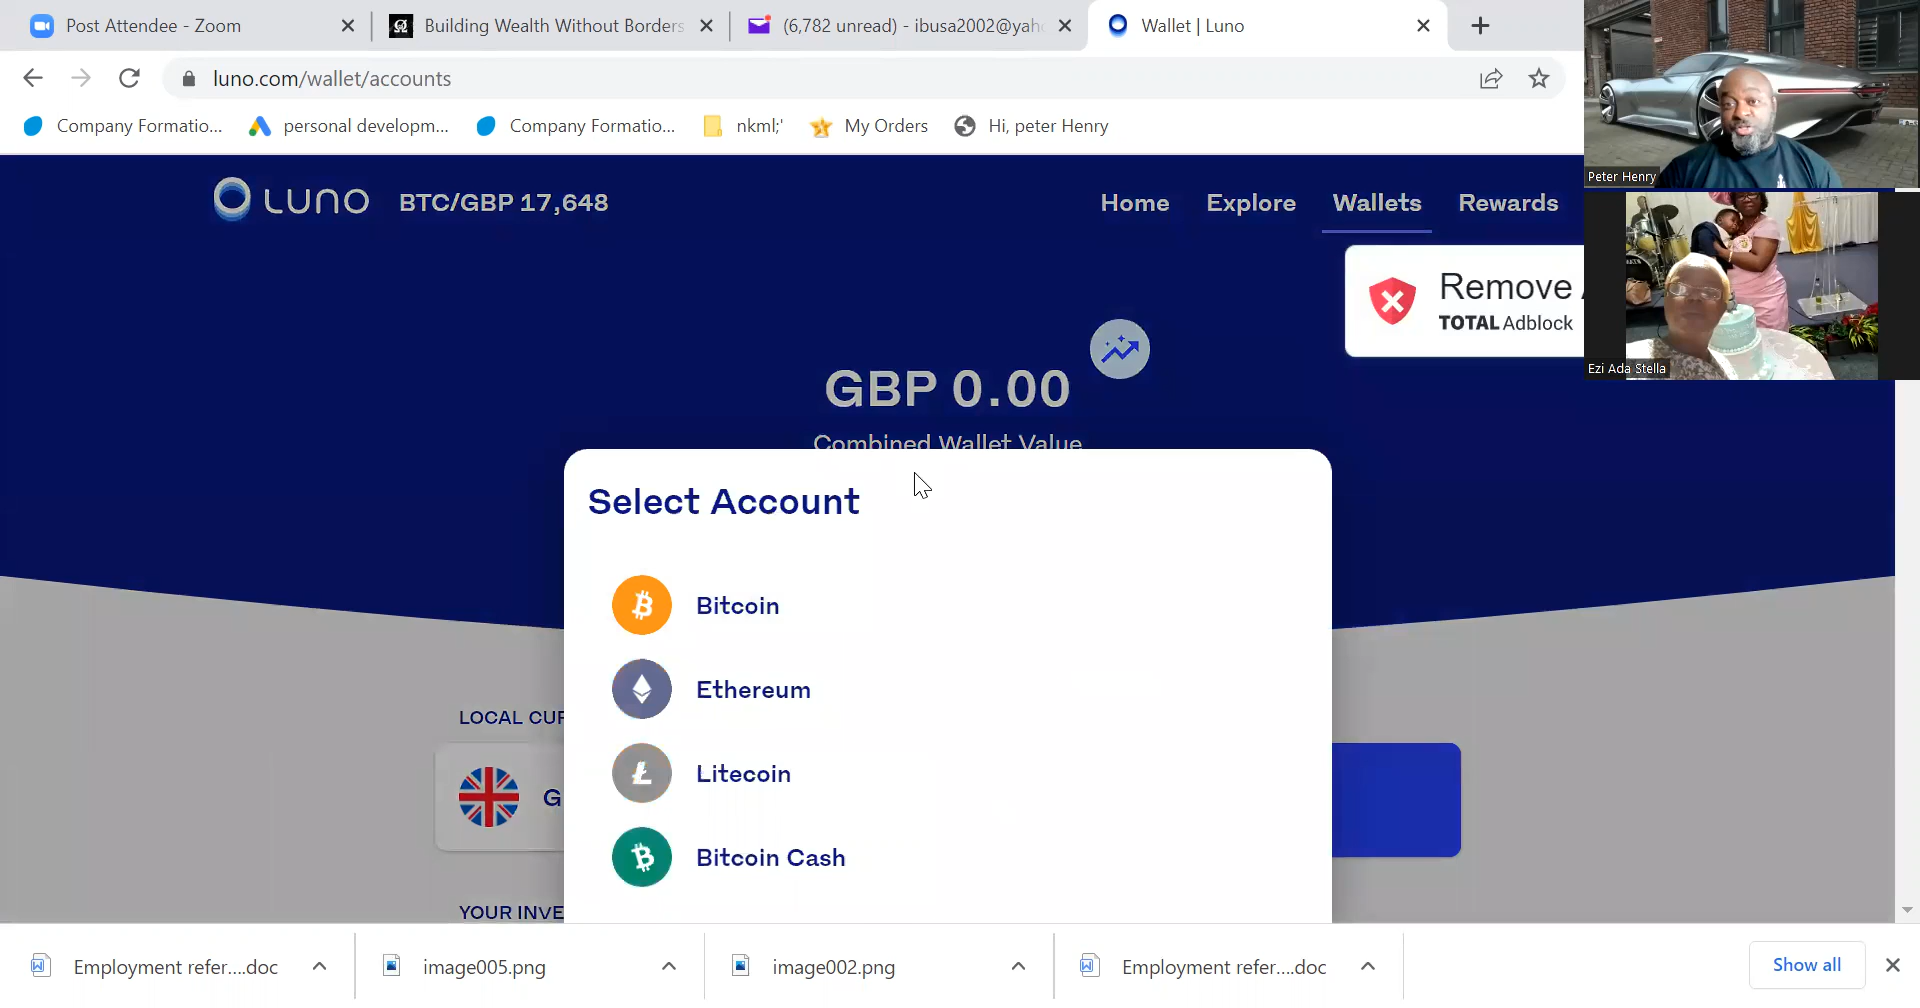 Post Attendee - Zoom
Building Wealth Without Borders
(6,782 unread) - ibusa2002@yah
Wallet | Luno
luno.com/wallet/accounts
Company Formatio...
personal developm...
Company Formatio...
nkml;'
My Orders
Hi, peter Henry
LUNO
BTC/GBP 17,648
Home
Explore
Wallets
Rewards
Remove
TOTAL Adblock
Peter Henry
Ezi Ada Stella
GBP 0.00
Combined Wallet Value
Select Account
Bitcoin
Ethereum
Litecoin
Bitcoin Cash
LOCAL CUR
G
YOUR INVE
Employment refer....doc
image005.png
image002.png
Employment refer....doc
Show all